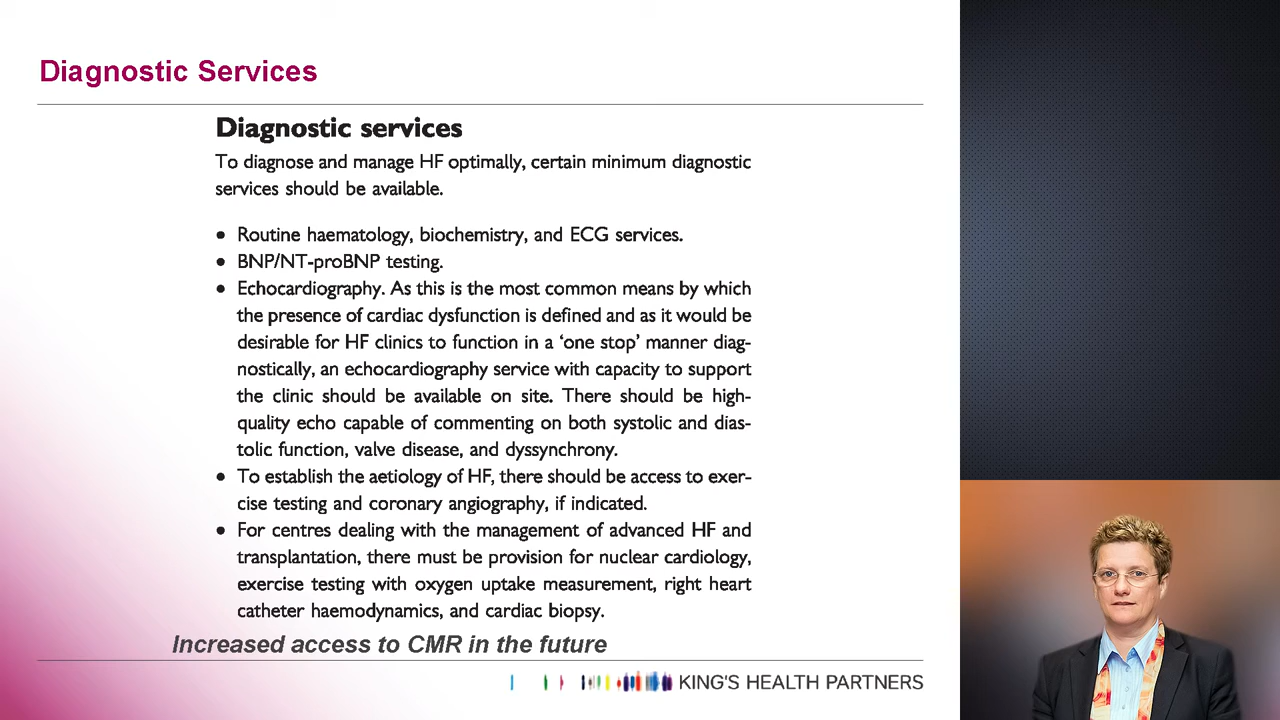 Diagnostic Services
Diagnostic services
To diagnose and manage HF optimally, certain minimum diagnostic
services should be available.
• Routine haematology, biochemistry, and ECG services.
• BNP/NT-proBNP testing.
• Echocardiography. As this is the most common means by which
the presence of cardiac dysfunction is defined and as it would be
desirable for HF clinics to function in a ‘one stop’ manner diag-
nostically, an echocardiography service with capacity to support
the clinic should be available on site. There should be high-
quality echo capable of commenting on both systolic and dias-
tolic function, valve disease, and dyssynchrony.
• To establish the aetiology of HF, there should be access to exer-
cise testing and coronary angiography, if indicated.
• For centres dealing with the management of advanced HF and
transplantation, there must be provision for nuclear cardiology,
exercise testing with oxygen uptake measurement, right heart
catheter haemodynamics, and cardiac biopsy.
Increased access to CMR in the future
KING'S HEALTH PARTNERS